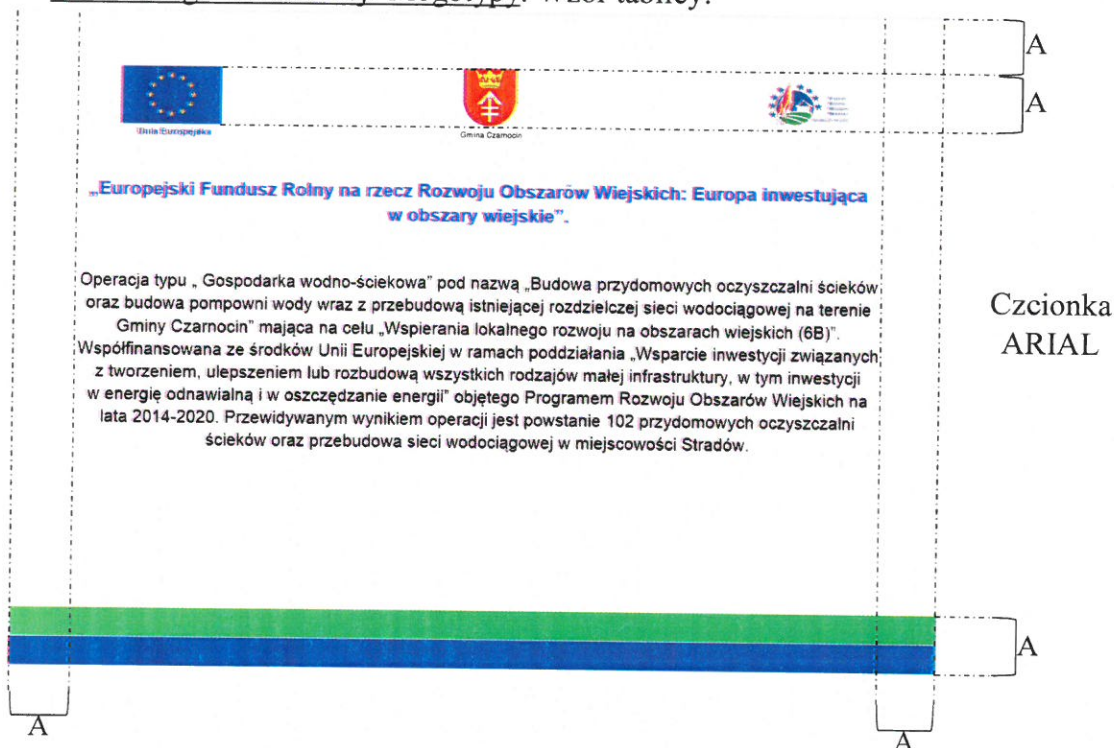 logotypy. Wzór tablicy:
A
A
Unia Europejska
Gmina Czarnocin
„Europejski Fundusz Rolny na rzecz Rozwoju Obszarów Wiejskich: Europa inwestująca
w obszary wiejskie”.
Operacja typu „ Gospodarka wodno-ściekowa” pod nazwą „Budowa przydomowych oczyszczalni ścieków
oraz budowa pompowni wody wraz z przebudową istniejącej rozdzielczej sieci wodociągowej na terenie
Gminy Czarnocin” mająca na celu „Wspierania lokalnego rozwoju na obszarach wiejskich (6B)”.
Współfinansowana ze środków Unii Europejskiej w ramach poddziałania „Wsparcie inwestycji związanych
z tworzeniem, ulepszeniem lub rozbudową wszystkich rodzajów małej infrastruktury, w tym inwestycji
w energię odnawialną i w oszczędzanie energii” objętego Programem Rozwoju Obszarów Wiejskich na
lata 2014-2020. Przewidywanym wynikiem operacji jest powstanie 102 przydomowych oczyszczalni
ścieków oraz przebudowa sieci wodociągowej w miejscowości Stradów.
Czcionka
ARIAL
A
A
A